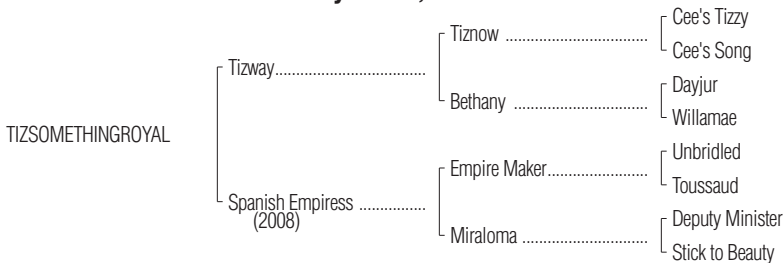 Cee's Tizzy
Tiznow ........................................
Cee's Song
Tizway..........................................
Dayjur
Bethany ......................................
Willamae
TIZSOMETHINGROYAL
Unbridled
Empire Maker............................
Toussaud
Spanish Empiress ...................
(2008)
Deputy Minister
Miraloma ...................................
Stick to Beauty